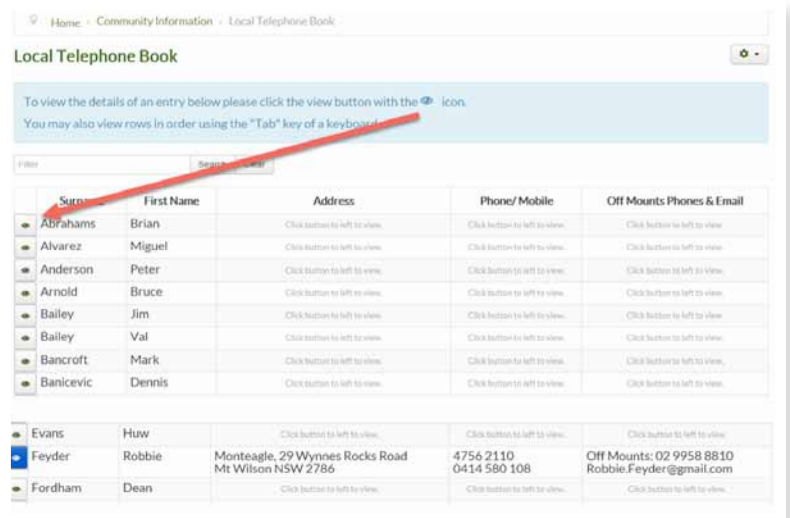 Home › Community Information › Local Telephone Book
Local Telephone Book
To view the details of an entry below please click the view button with the icon.
You may also view rows in order using the "Tab" key of a keyboard
Filter Search Clear
First Name Address Phone/ Mobile Off Mounts Phones & Email
Abrahams Brian Click button to left to view. Click button to left to view. Click button to left to view.
Alvarez Miguel Click button to left to view. Click button to left to view. Click button to left to view.
Anderson Peter Click button to left to view. Click button to left to view. Click button to left to view.
Arnold Bruce Click button to left to view. Click button to left to view. Click button to left to view.
Bailey Jim Click button to left to view. Click button to left to view. Click button to left to view.
Bailey Val Click button to left to view. Click button to left to view. Click button to left to view.
Bancroft Mark Click button to left to view. Click button to left to view. Click button to left to view.
Banicevic Dennis Click button to left to view. Click button to left to view. Click button to left to view.
Evans Huw Click button to left to view. Click button to left to view. Click button to left to view.
Feyder Robbie Monteagle, 29 Wynnes Rocks Road 4756 2110 Off Mounts: 02 9958 8810
Mt Wilson NSW 2786 0414 580 108 Robbie.Feyder@gmail.com
Fordham Dean Click button to left to view. Click button to left to view. Click button to left to view.